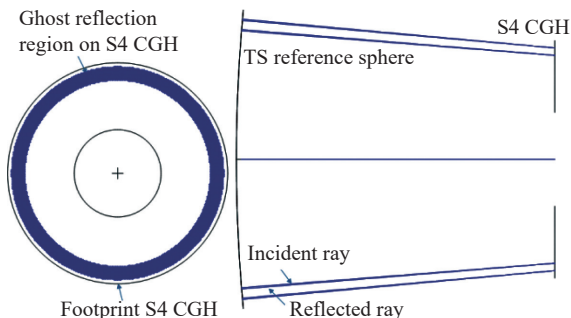 Ghost reflection
region on S4 CGH
Footprint S4 CGH
S4 CGH
TS reference sphere
Incident ray
Reflected ray